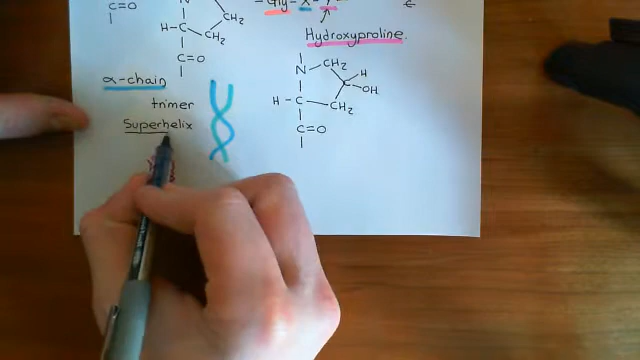 C=O
N
CH₂
H-C
CH₂
C=O
-Gly-X-Y-
Hydroxyproline.
N
CH₂
C
H
OH
H-C
CH₂
C=O
α-chain
trimer
Superhelix